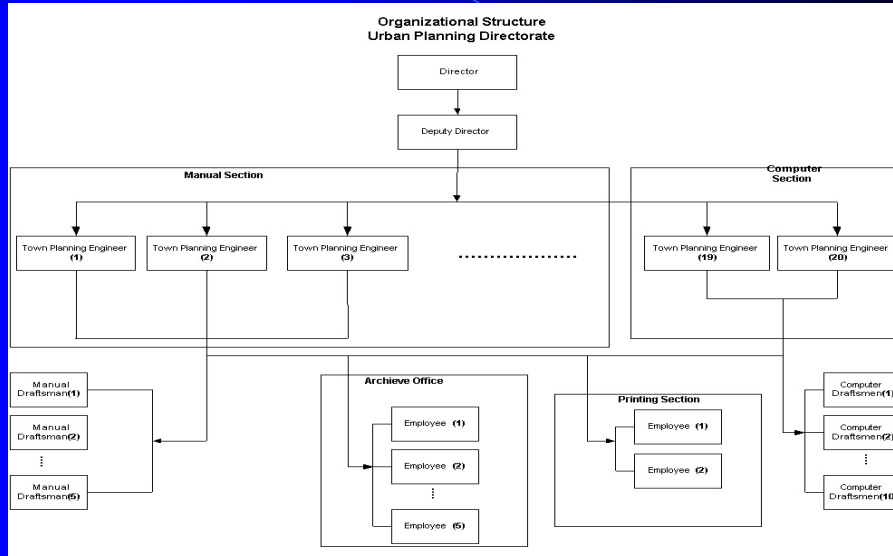 Organizational Structure
Urban Planning Directorate
Director
Deputy Director
Manual Section
Computer
Section
Town Planning Engineer
(1)
Town Planning Engineer
(2)
Town Planning Engineer
(3)
Town Planning Engineer
(19)
Town Planning Engineer
(20)
Manual
Draftsman(1)
Manual
Draftsman(2)
Manual
Draftsman(5)
Archieve Office
Employee (1)
Employee (2)
Employee (5)
Printing Section
Employee (1)
Employee (2)
Computer
Draftsmen(1)
Computer
Draftsmen(2)
Computer
Draftsmen(10